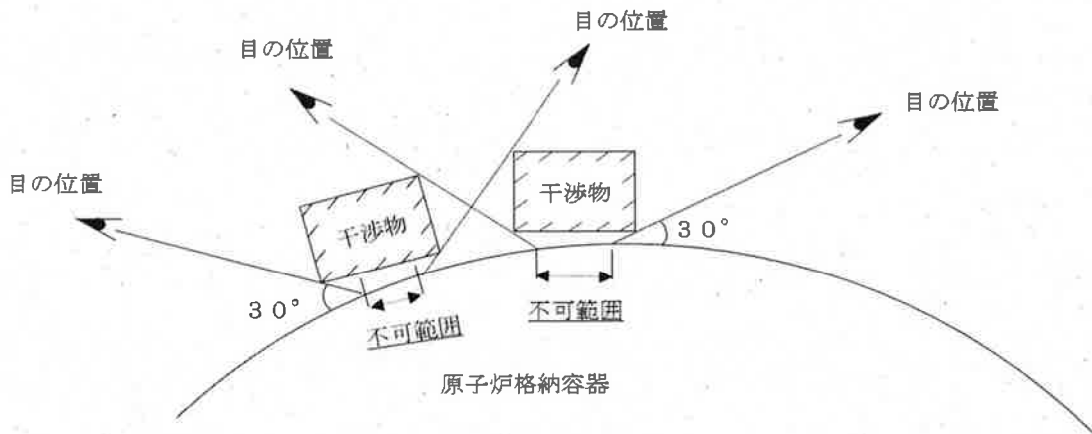 目の位置
目の位置
目の位置
目の位置
干渉物
干渉物
30°
30°
不可範囲
不可範囲
原子炉格納容器